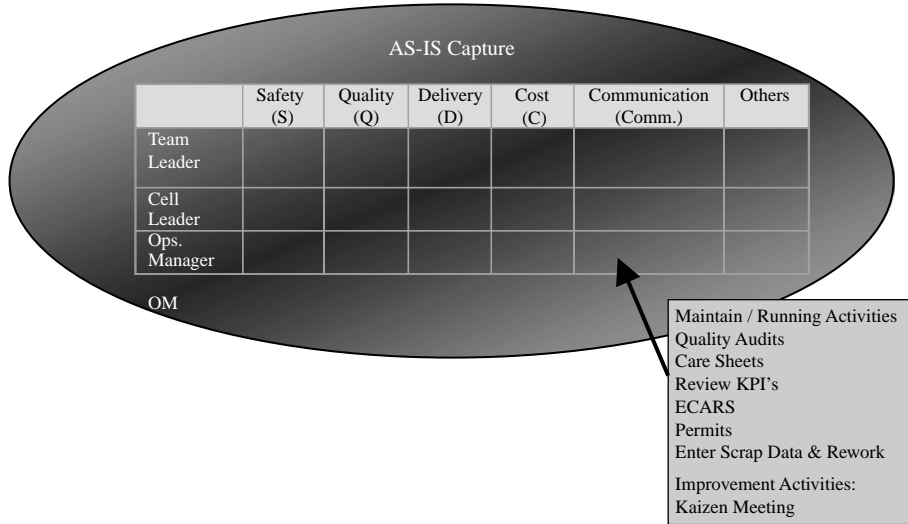 AS-IS Capture
Safety Quality Delivery Cost Communication Others
(S) (Q) (D) (C) (Comm.)
Team
Leader
Cell
Leader
Ops.
Manager
OM
Maintain / Running Activities
Quality Audits
Care Sheets
Review KPI’s
ECARS
Permits
Enter Scrap Data & Rework
Improvement Activities:
Kaizen Meeting